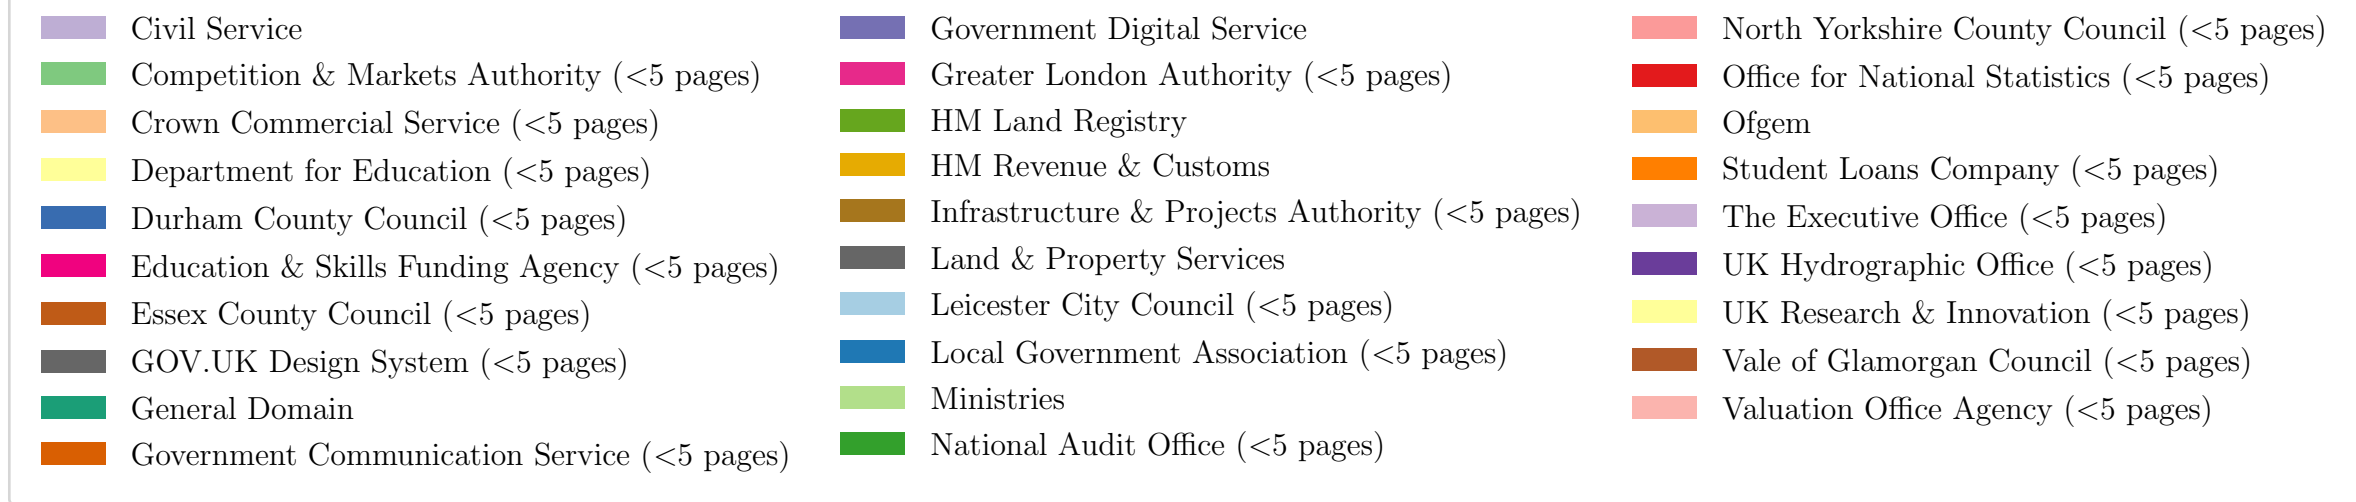 Civil Service
Competition & Markets Authority (<5 pages)
Crown Commercial Service (<5 pages)
Department for Education (<5 pages)
Durham County Council (<5 pages)
Education & Skills Funding Agency (<5 pages)
Essex County Council (<5 pages)
GOV.UK Design System (<5 pages)
General Domain
Government Communication Service (<5 pages)
Government Digital Service
Greater London Authority (<5 pages)
HM Land Registry
HM Revenue & Customs
Infrastructure & Projects Authority (<5 pages)
Land & Property Services
Leicester City Council (<5 pages)
Local Government Association (<5 pages)
Ministries
National Audit Office (<5 pages)
North Yorkshire County Council (<5 pages)
Office for National Statistics (<5 pages)
Ofgem
Student Loans Company (<5 pages)
The Executive Office (<5 pages)
UK Hydrographic Office (<5 pages)
UK Research & Innovation (<5 pages)
Vale of Glamorgan Council (<5 pages)
Valuation Office Agency (<5 pages)